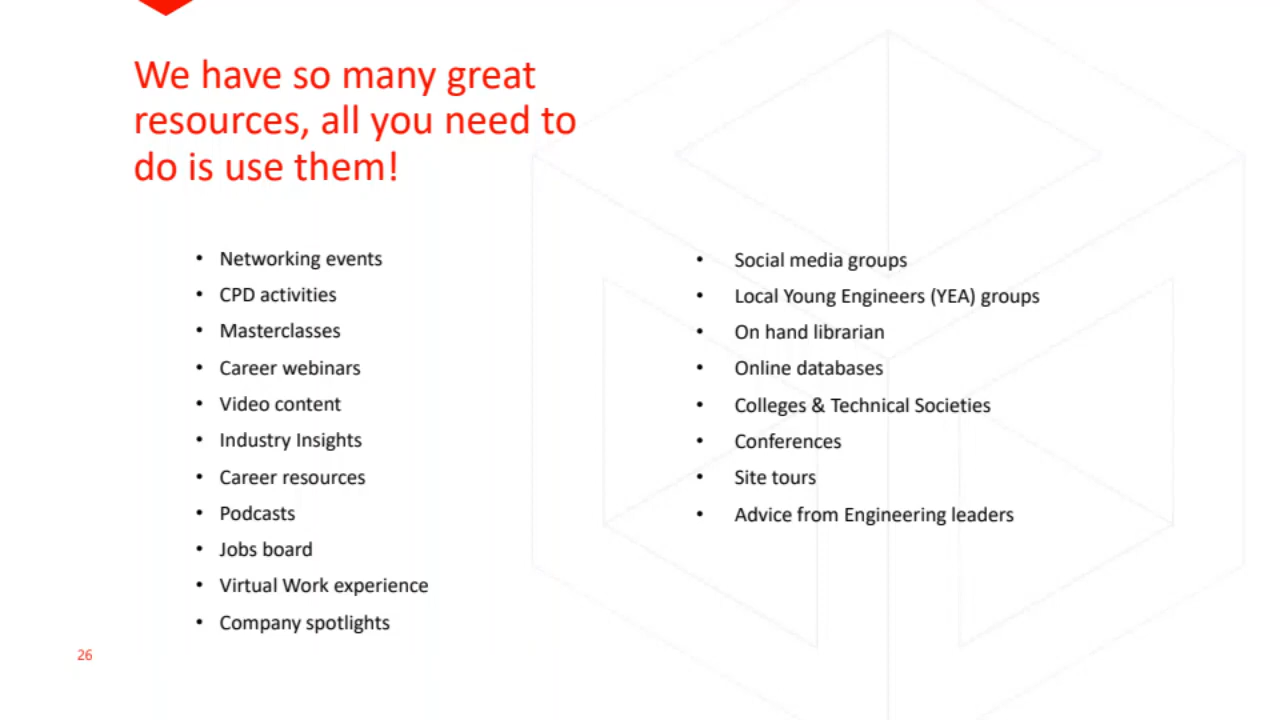 We have so many great
resources, all you need to
do is use them!
• Networking events
• CPD activities
• Masterclasses
• Career webinars
• Video content
• Industry Insights
• Career resources
• Podcasts
• Jobs board
• Virtual Work experience
• Company spotlights
• Social media groups
• Local Young Engineers (YEA) groups
• On hand librarian
• Online databases
• Colleges & Technical Societies
• Conferences
• Site tours
• Advice from Engineering leaders
26